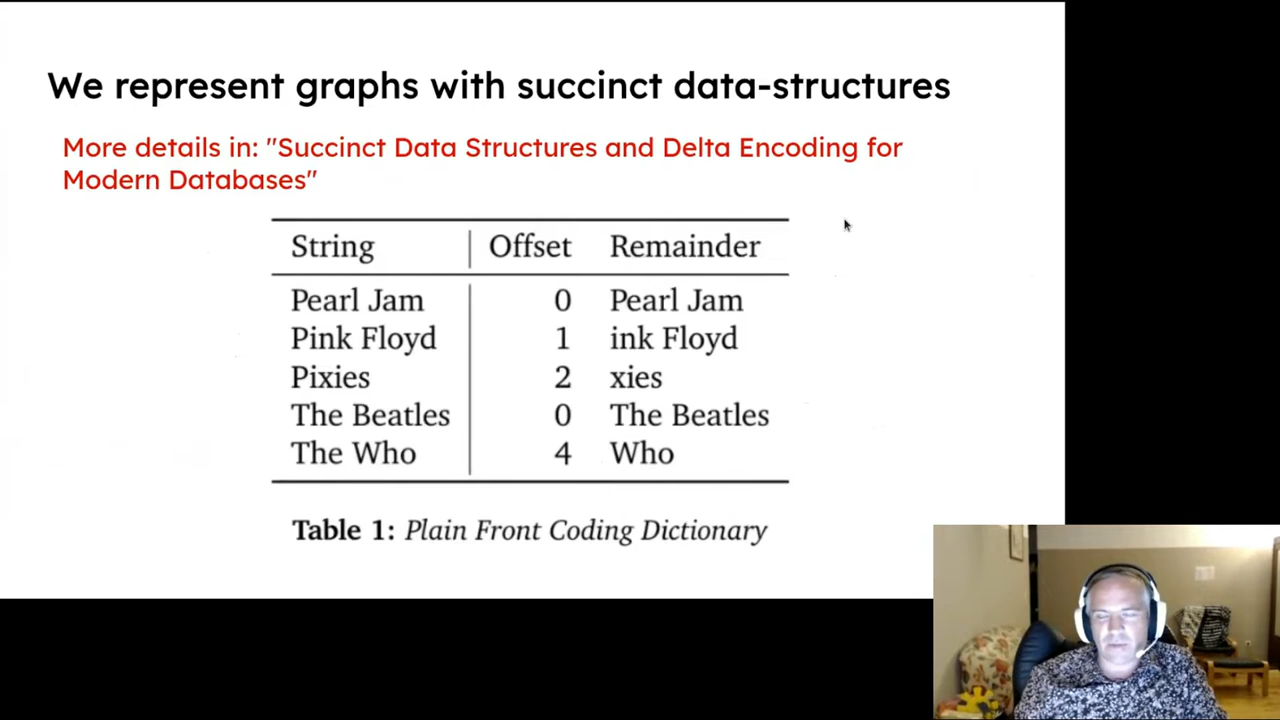 We represent graphs with succinct data-structures
More details in: "Succinct Data Structures and Delta Encoding for
Modern Databases"
String Offset Remainder
Pearl Jam 0 Pearl Jam
Pink Floyd 1 ink Floyd
Pixies 2 xies
The Beatles 0 The Beatles
The Who 4 Who
Table 1: Plain Front Coding Dictionary